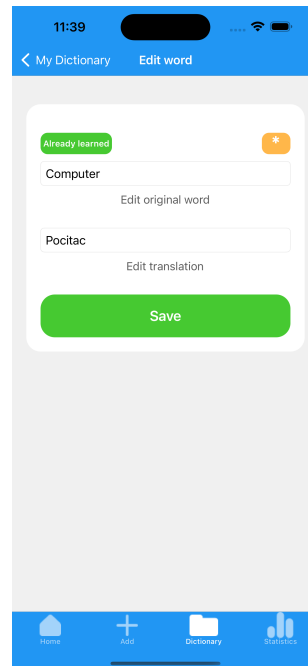 11:39
My Dictionary Edit word
Already learned *
Computer
Edit original word
Pocitac
Edit translation
Save
Home Add Dictionary Statistics